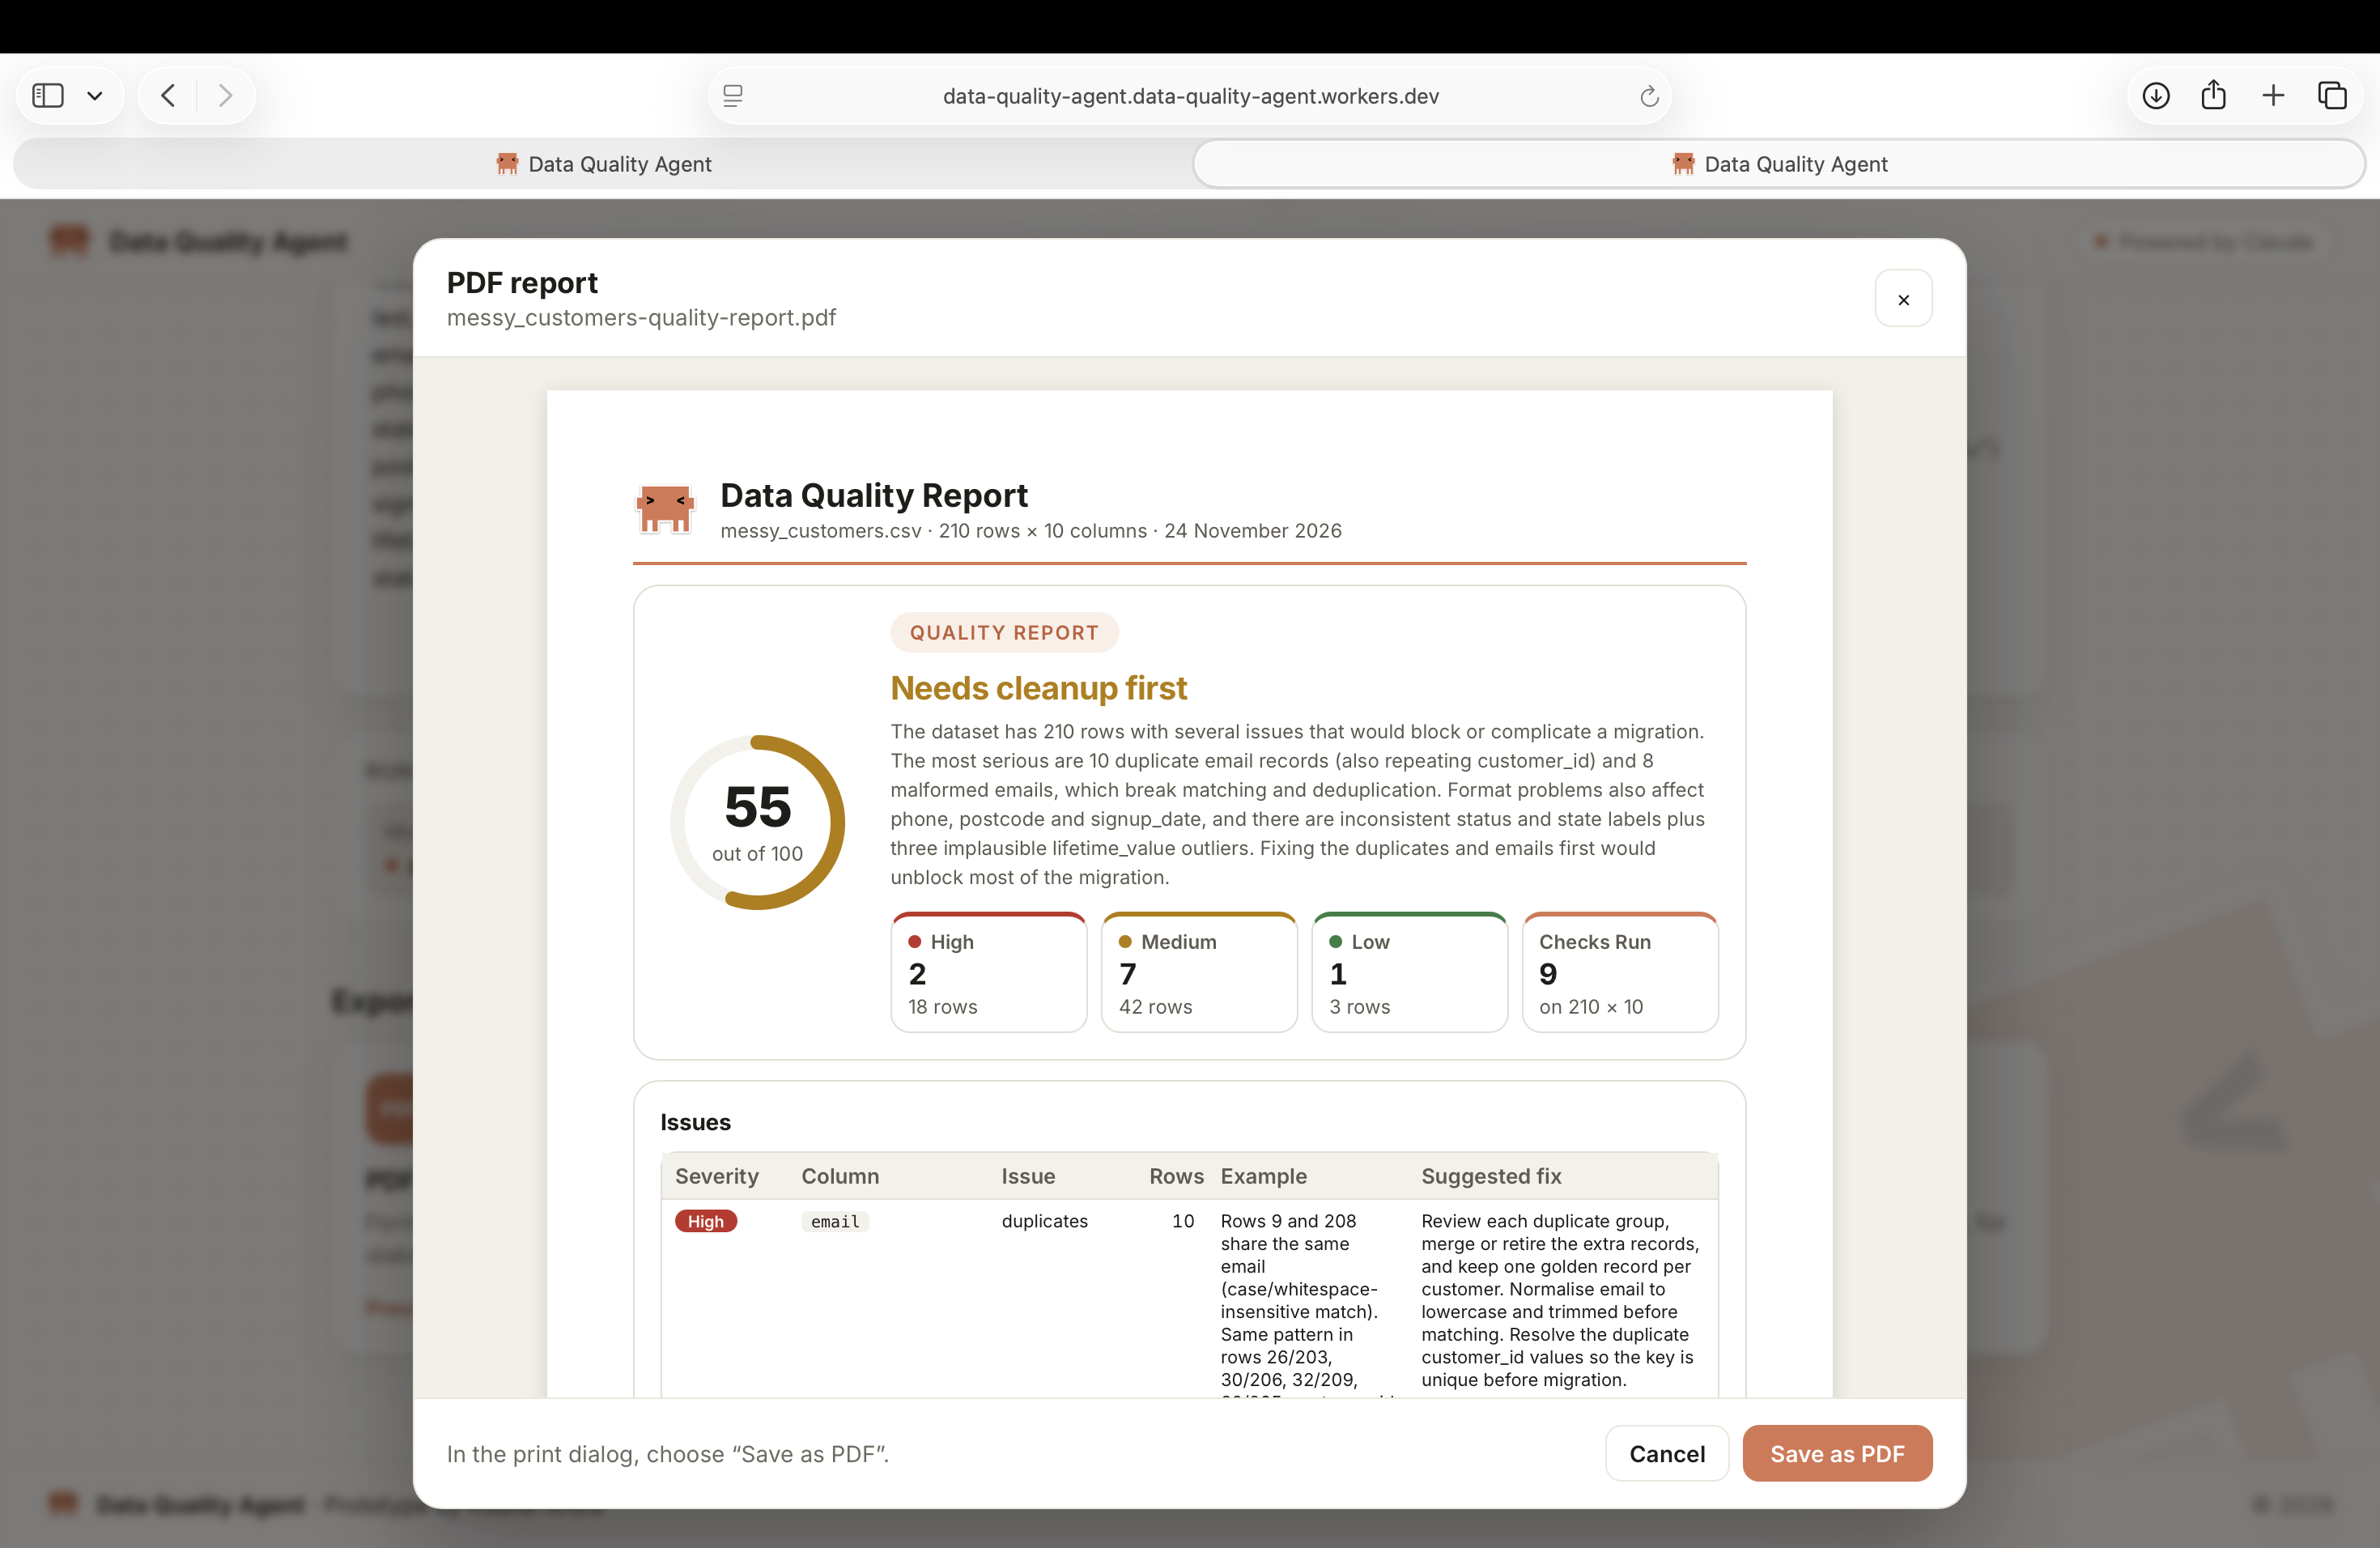 data-quality-agent.data-quality-agent.workers.dev
Data Quality Agent
Data Quality Agent
Data Quality Agent
Powered by Claude
PDF report
messy_customers-quality-report.pdf
×
Data Quality Report
messy_customers.csv · 210 rows × 10 columns · 24 November 2026
QUALITY REPORT
Needs cleanup first
The dataset has 210 rows with several issues that would block or complicate a migration.
The most serious are 10 duplicate email records (also repeating customer_id) and 8
malformed emails, which break matching and deduplication. Format problems also affect
phone, postcode and signup_date, and there are inconsistent status and state labels plus
three implausible lifetime_value outliers. Fixing the duplicates and emails first would
unblock most of the migration.
55
out of 100
High
2
18 rows
Medium
7
42 rows
Low
1
3 rows
Checks Run
9
on 210 × 10
Issues
Severity Column Issue Rows Example Suggested fix
High email duplicates 10
Rows 9 and 208
share the same
email
(case/whitespace-
insensitive match).
Same pattern in
rows 26/203,
30/206, 32/209,
Review each duplicate group,
merge or retire the extra records,
and keep one golden record per
customer. Normalise email to
lowercase and trimmed before
matching. Resolve the duplicate
customer_id values so the key is
unique before migration.
In the print dialog, choose “Save as PDF”.
Cancel
Save as PDF
Data Quality Agent
© 2026